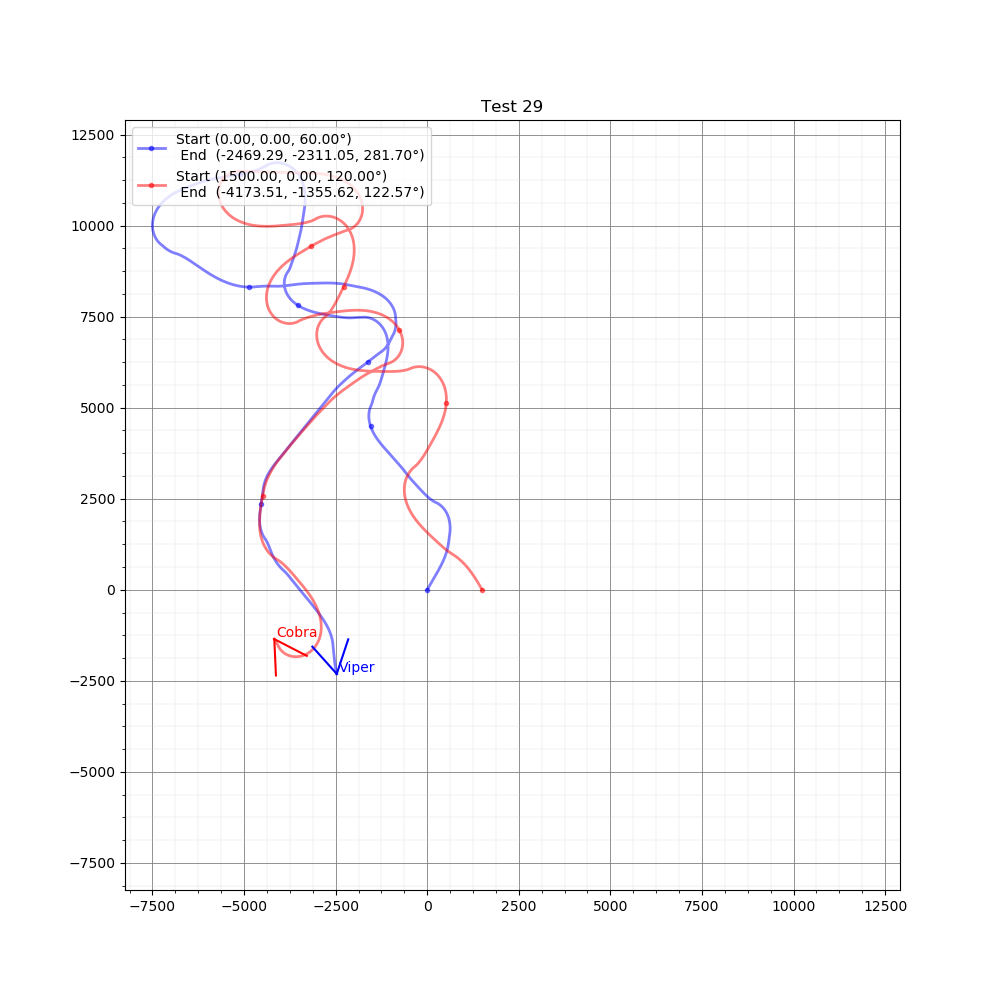 Test 29
Start (0.00, 0.00, 60.00°)
End  (-2469.29, -2311.05, 281.70°)
Start (1500.00, 0.00, 120.00°)
End  (-4173.51, -1355.62, 122.57°)
12500
10000
7500
5000
2500
0
−2500
−5000
−7500
Cobra
Viper
−7500 −5000 −2500 0 2500 5000 7500 10000 12500